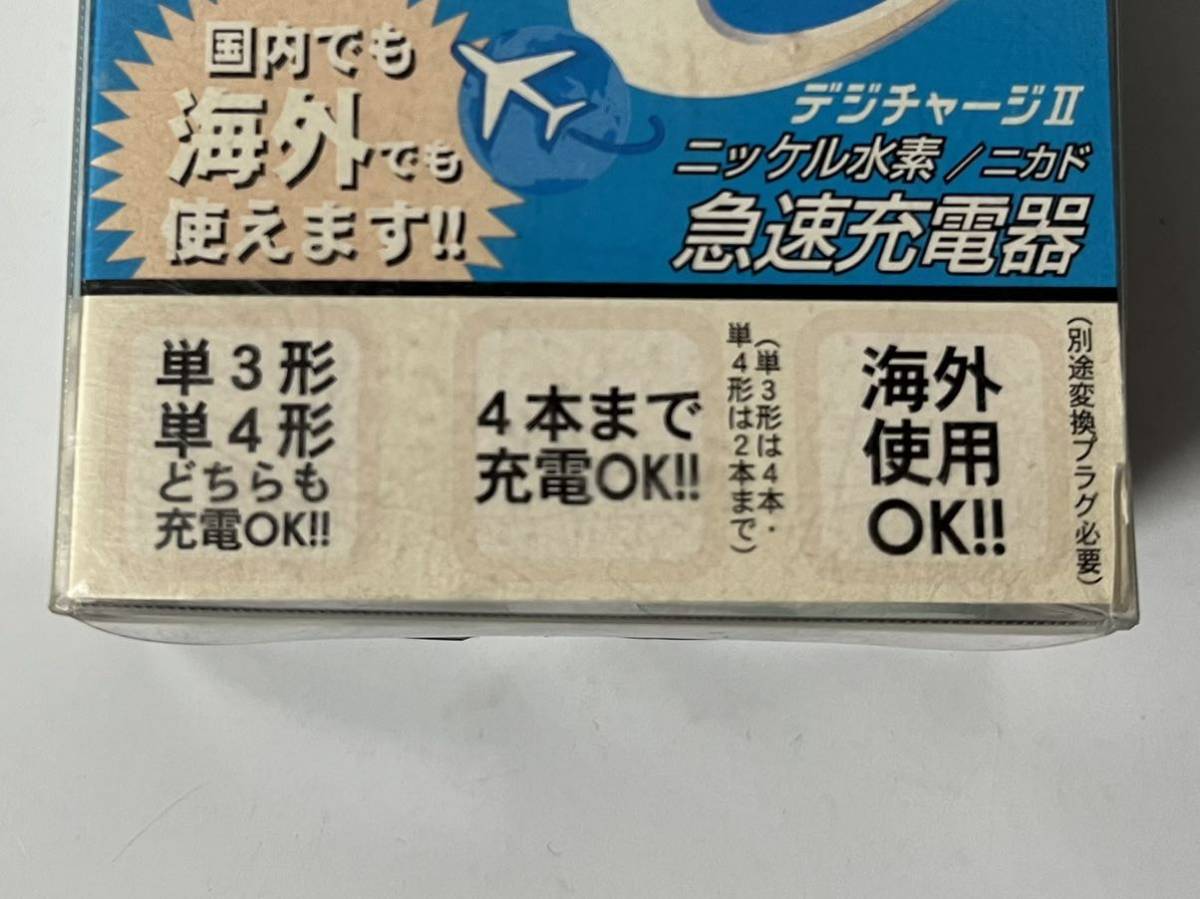 国内でも
海外でも
使えます!!
デジチャージII
ニッケル水素/ニカド
急速充電器
単3形
単4形
どちらも
充電OK!!
4本まで
充電OK!!
(単3形は4本・
単4形は2本まで)
海外
使用
OK!!
(別途変換プラグ必要)